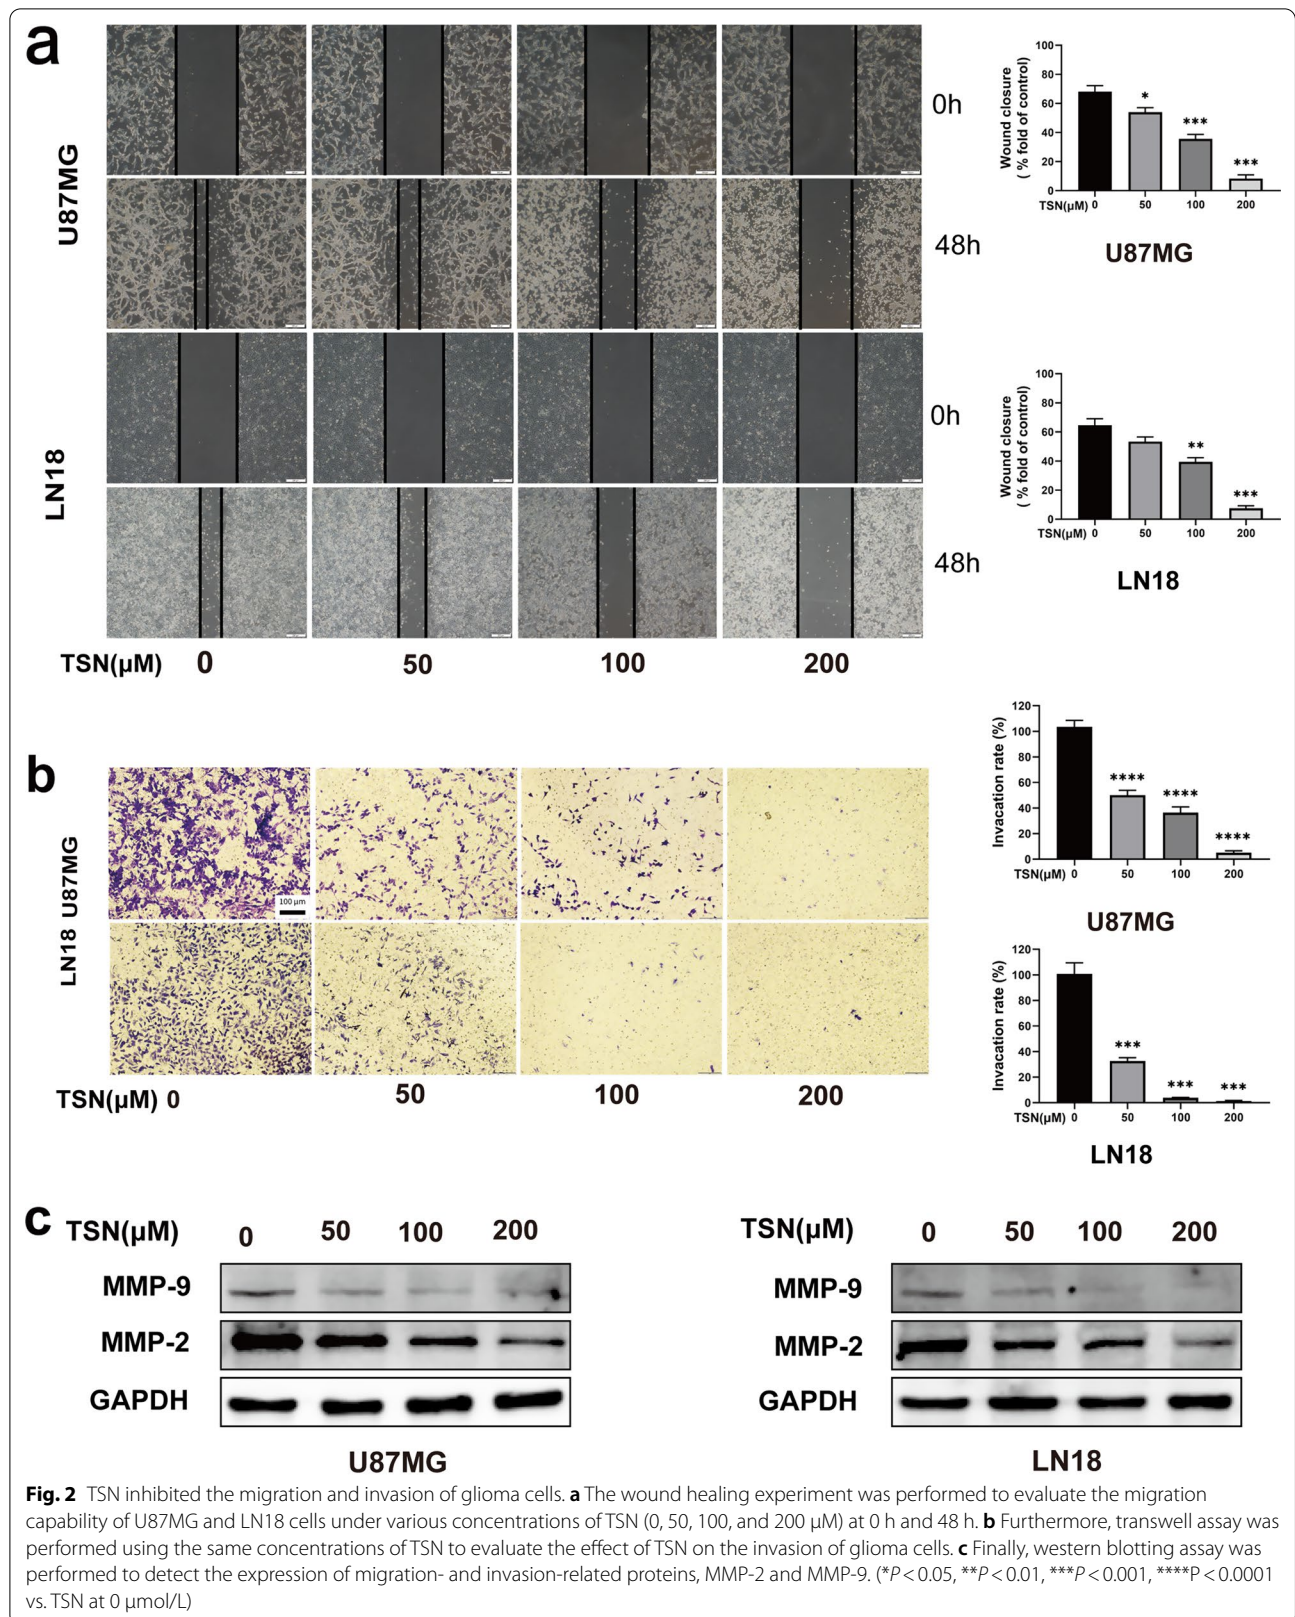 a
U87MG
0h
48h
LN18
0h
48h
TSN(μM) 0 50 100 200
Wound closure
( % fold of control)
100
80
60
40
20
0
*
***
***
TSN(μM) 0 50 100 200
U87MG
Wound closure
( % fold of control)
100
80
60
40
20
0
**
***
TSN(μM) 0 50 100 200
LN18
b
LN18 U87MG
100 μm
TSN(μM) 0 50 100 200
Invacation rate (%)
120
100
80
60
40
20
0
****
****
****
TSN(μM) 0 50 100 200
U87MG
Invacation rate (%)
120
100
80
60
40
20
0
***
***
***
TSN(μM) 0 50 100 200
LN18
c
TSN(μM) 0 50 100 200
MMP-9
MMP-2
GAPDH
U87MG
TSN(μM) 0 50 100 200
MMP-9
MMP-2
GAPDH
LN18
Fig. 2 TSN inhibited the migration and invasion of glioma cells. a The wound healing experiment was performed to evaluate the migration
capability of U87MG and LN18 cells under various concentrations of TSN (0, 50, 100, and 200 μM) at 0 h and 48 h. b Furthermore, transwell assay was
performed using the same concentrations of TSN to evaluate the effect of TSN on the invasion of glioma cells. c Finally, western blotting assay was
performed to detect the expression of migration- and invasion-related proteins, MMP-2 and MMP-9. (*P < 0.05, **P < 0.01, ***P < 0.001, ****P < 0.0001
vs. TSN at 0 μmol/L)